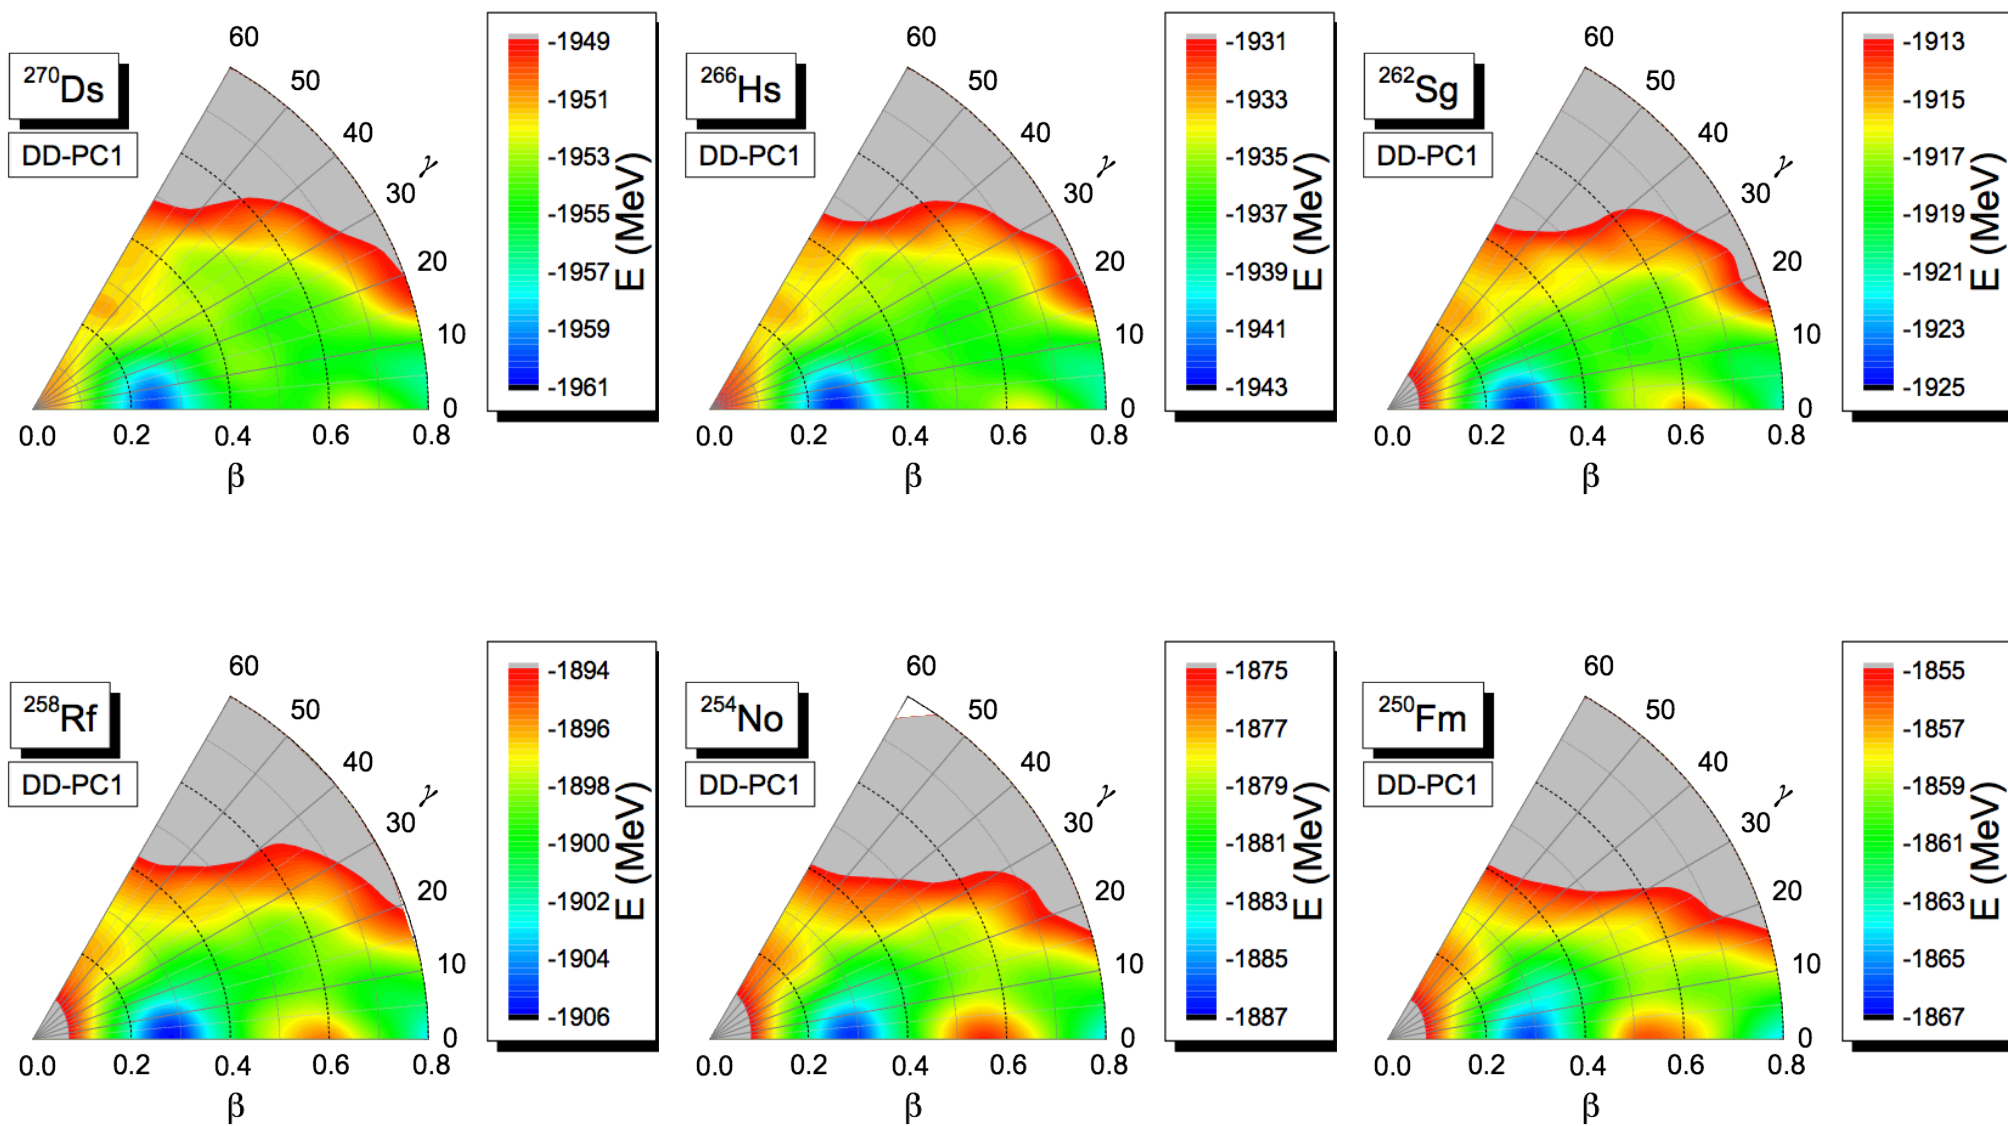 270Ds
DD-PC1
60
50
40
γ
30
20
10
0
0.0 0.2 0.4 0.6 0.8
β
-1949
-1951
-1953
-1955
-1957
-1959
-1961
E (MeV)
266Hs
DD-PC1
60
50
40
γ
30
20
10
0
0.0 0.2 0.4 0.6 0.8
β
-1931
-1933
-1935
-1937
-1939
-1941
-1943
E (MeV)
262Sg
DD-PC1
60
50
40
γ
30
20
10
0
0.0 0.2 0.4 0.6 0.8
β
-1913
-1915
-1917
-1919
-1921
-1923
-1925
E (MeV)
258Rf
DD-PC1
60
50
40
γ
30
20
10
0
0.0 0.2 0.4 0.6 0.8
β
-1894
-1896
-1898
-1900
-1902
-1904
-1906
E (MeV)
254No
DD-PC1
60
50
40
γ
30
20
10
0
0.0 0.2 0.4 0.6 0.8
β
-1875
-1877
-1879
-1881
-1883
-1885
-1887
E (MeV)
250Fm
DD-PC1
60
50
40
γ
30
20
10
0
0.0 0.2 0.4 0.6 0.8
β
-1855
-1857
-1859
-1861
-1863
-1865
-1867
E (MeV)